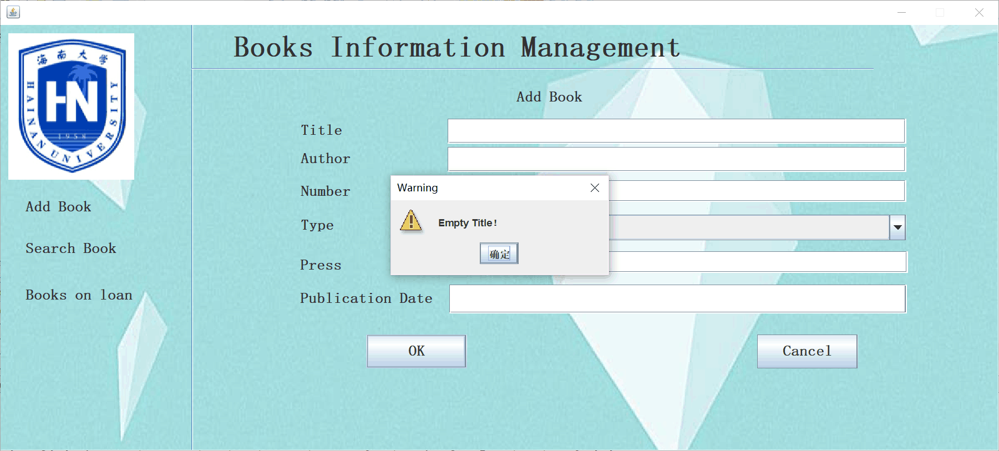 海南大学
HAINAN UNIVERSITY
HN
1958
Books Information Management
Add Book
Search Book
Books on loan
Add Book
Title
Author
Number
Type
Press
Publication Date
Warning
Empty Title!
确定
OK
Cancel